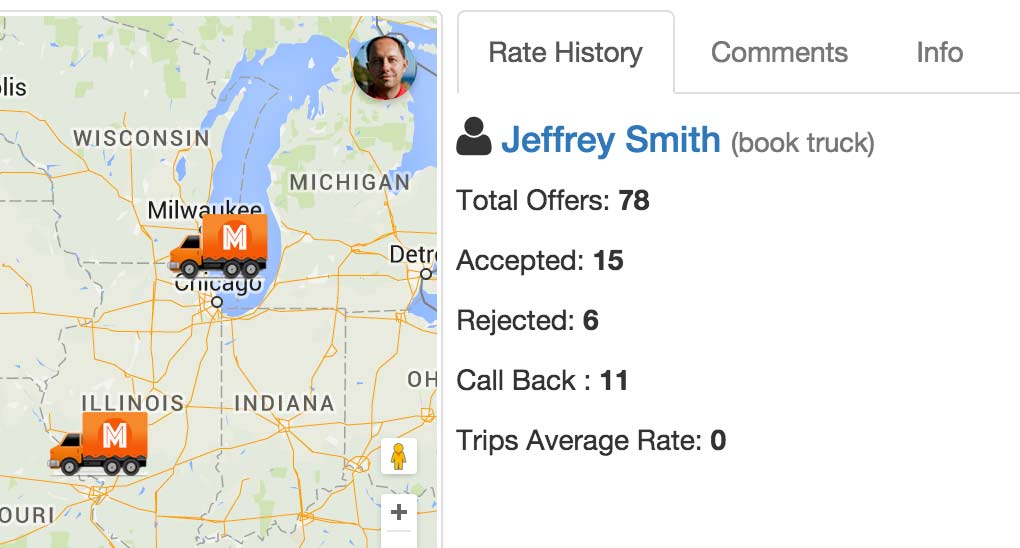 Rate History
Comments
Info
Jeffrey Smith (book truck)
Total Offers: 78
Accepted: 15
Rejected: 6
Call Back : 11
Trips Average Rate: 0
olis
WISCONSIN
MICHIGAN
Milwaukee
M
Detr
Chicago
OH
ILLINOIS
INDIANA
M
OURI
+